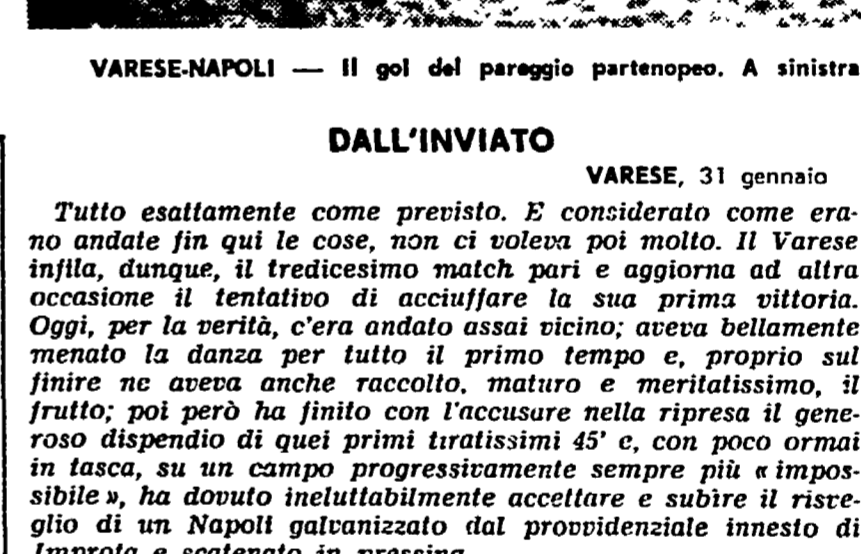 VARESE-NAPOLI — Il gol del pareggio partenopeo. A sinistra
DALL'INVIATO
VARESE, 31 gennaio
Tutto esattamente come previsto. E considerato come era-
no andate fin qui le cose, non ci voleva poi molto. Il Varese
infila, dunque, il tredicesimo match pari e aggiorna ad altra
occasione il tentativo di acciuffare la sua prima vittoria.
Oggi, per la verità, c'era andato assai vicino; aveva bellamente
menato la danza per tutto il primo tempo e, proprio sul
finire ne aveva anche raccolto, maturo e meritatissimo, il
frutto; poi però ha finito con l'accusare nella ripresa il gene-
roso dispendio di quei primi tiratissimi 45' e, con poco ormai
in tasca, su un campo progressivamente sempre più « impos-
sibile », ha dovuto ineluttabilmente accettare e subire il risve-
glio di un Napoli galvanizzato dal provvidenziale innesto di
Improta e scatenato in pressing